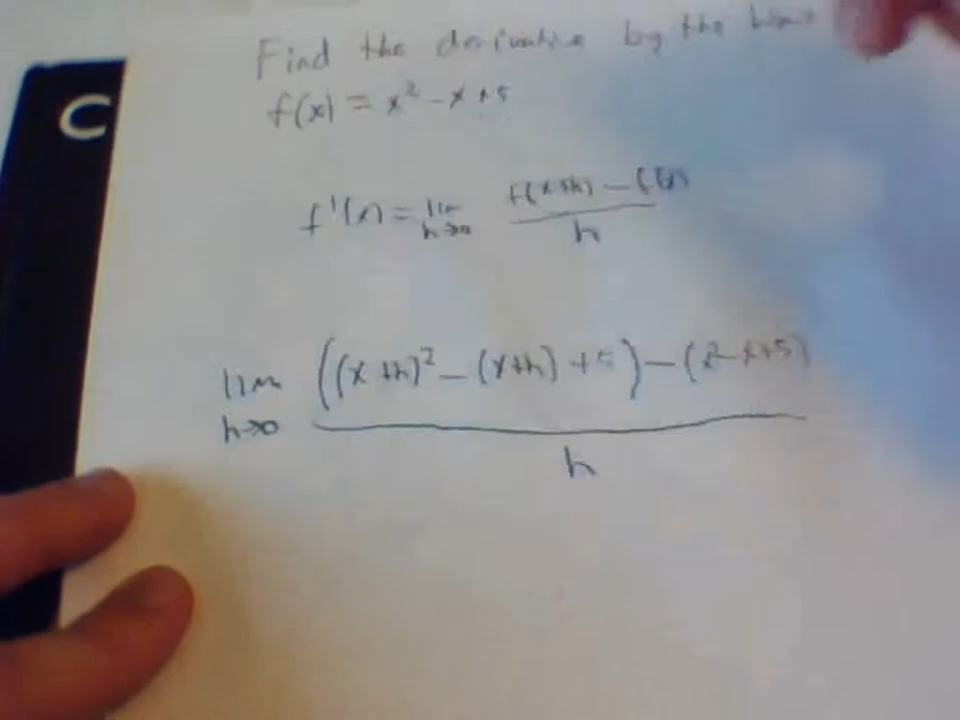 C
Find the derivative by the
f(x) = x² - x + 5
f'(x) = lim h→0 f(x+h) - f(x) / h
lim h→0 ((x+h)² - (x+h) + 5) - (x² - x + 5) / h